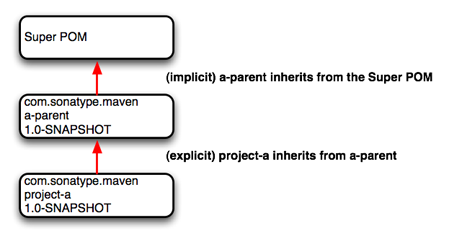 Super POM
(implicit) a-parent inherits from the Super POM
com.sonatype.maven
a-parent
1.0-SNAPSHOT
(explicit) project-a inherits from a-parent
com.sonatype.maven
project-a
1.0-SNAPSHOT